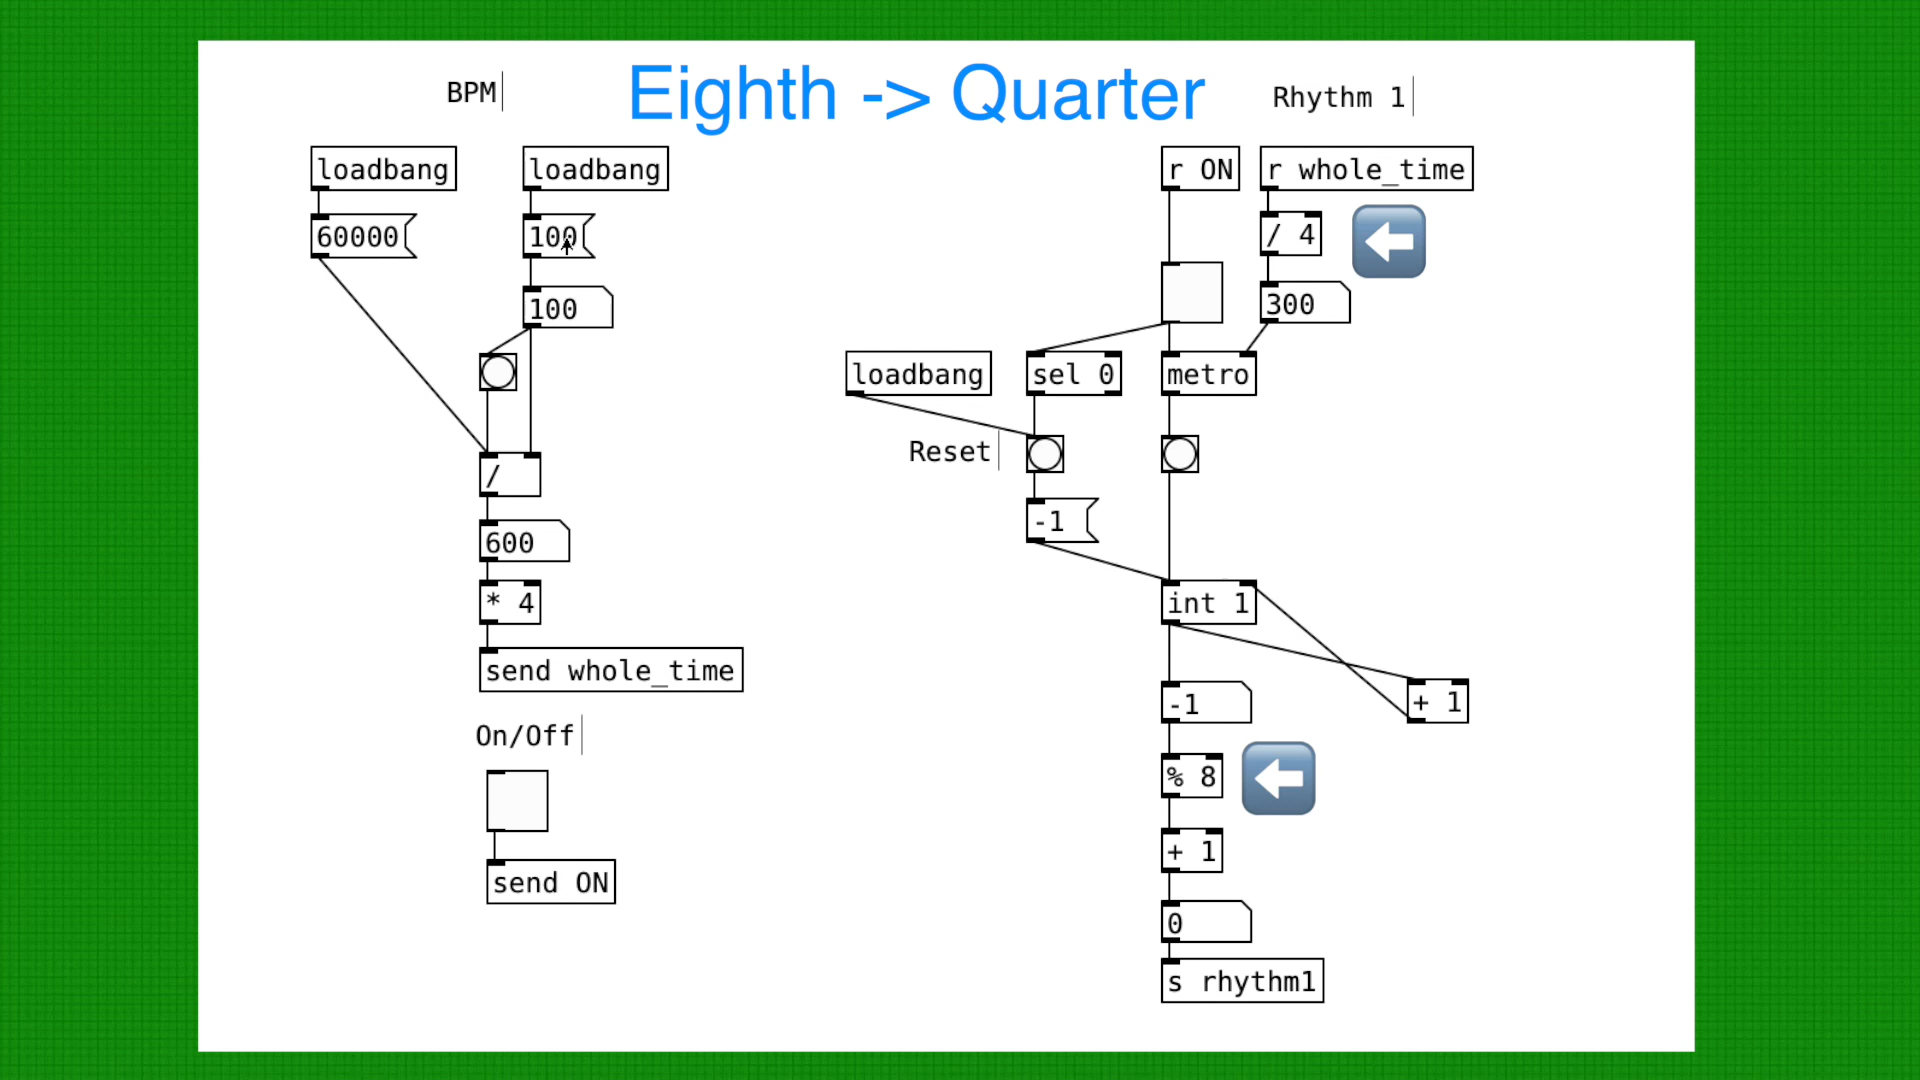 Eighth -> Quarter
BPM
loadbang
loadbang
60000
100
100
/
600
* 4
send whole_time
On/Off
send ON
Rhythm 1
r ON
r whole_time
/ 4
300
loadbang
sel 0
metro
Reset
-1
int 1
+ 1
-1
% 8
+ 1
0
s rhythm1